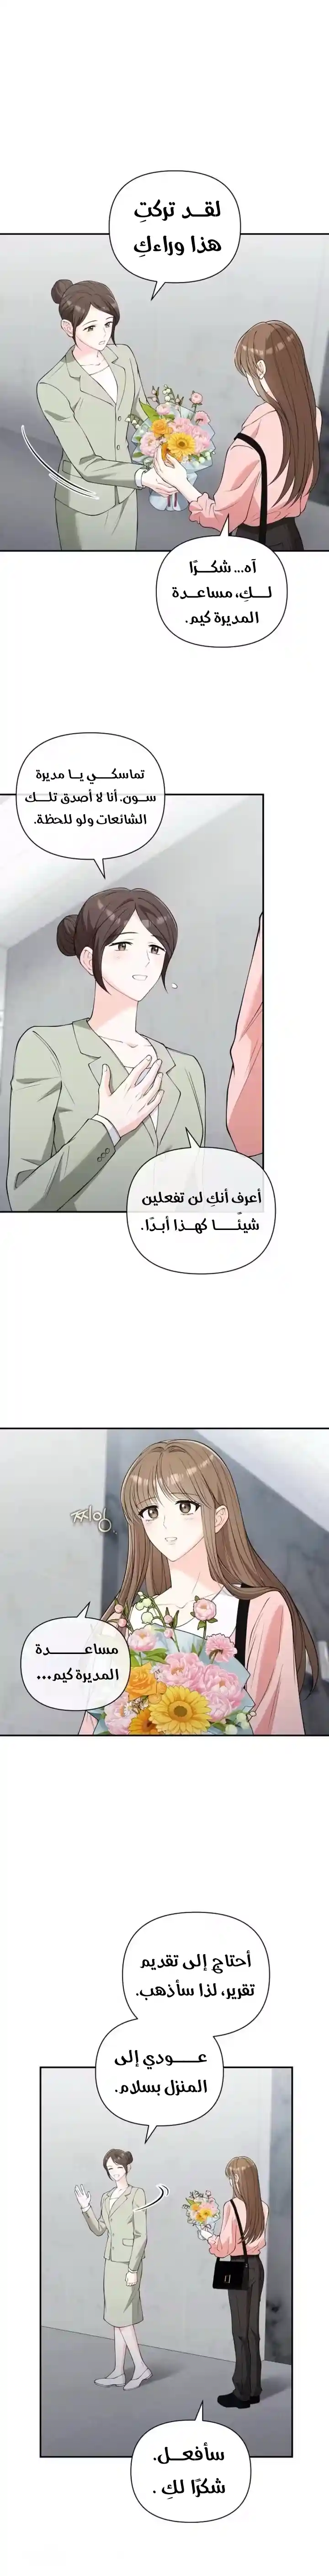 لقد تركتِ
هذا وراءكِ
آه... شكرًا
لكِ، مساعدة
المديرة كيم.
تماسكي يا مديرة
سون. أنا لا أصدق تلك
الشائعات ولو للحظة.
أعرف أنكِ لن تفعلين
شيئًا كهذا أبدًا.
찌잉..
مساعدة
المديرة كيم...
أحتاج إلى تقديم
تقرير، لذا سأذهب.
عودي إلى
المنزل بسلام.
سأفعل.
شكرًا لكِ .